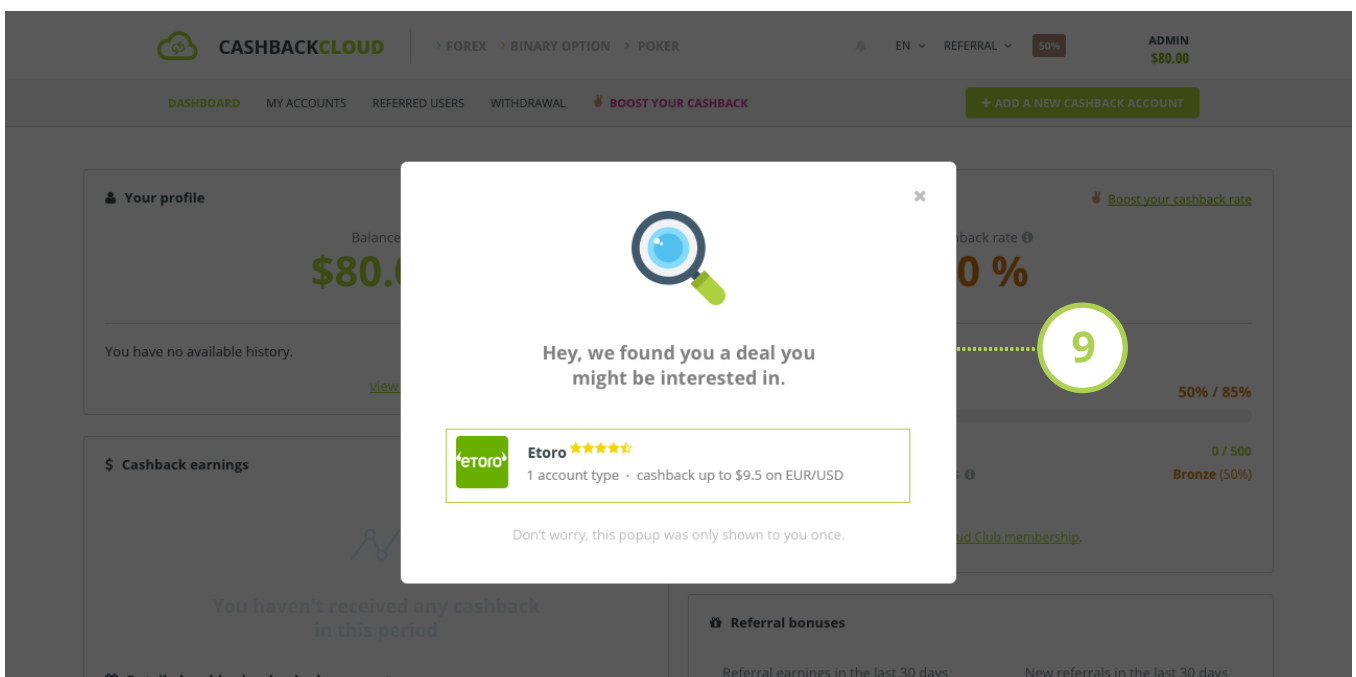 CASHBACKCLOUD
FOREX BINARY OPTION POKER
EN REFERRAL 50% ADMIN
$80.00
DASHBOARD MY ACCOUNTS REFERRED USERS WITHDRAWAL BOOST YOUR CASHBACK + ADD A NEW CASHBACK ACCOUNT
Your profile
Boost your cashback rate
Balance
back rate
$80.
0 %
You have no available history.
view
50% / 85%
Hey, we found you a deal you
might be interested in.
9
etoro
Etoro
1 account type · cashback up to $9.5 on EUR/USD
Don't worry, this popup was only shown to you once.
$ Cashback earnings
0 / 500
Bronze (50%)
ud Club membership.
You haven't received any cashback
in this period
Referral bonuses
Referral earnings in the last 30 days
New referrals in the last 30 days